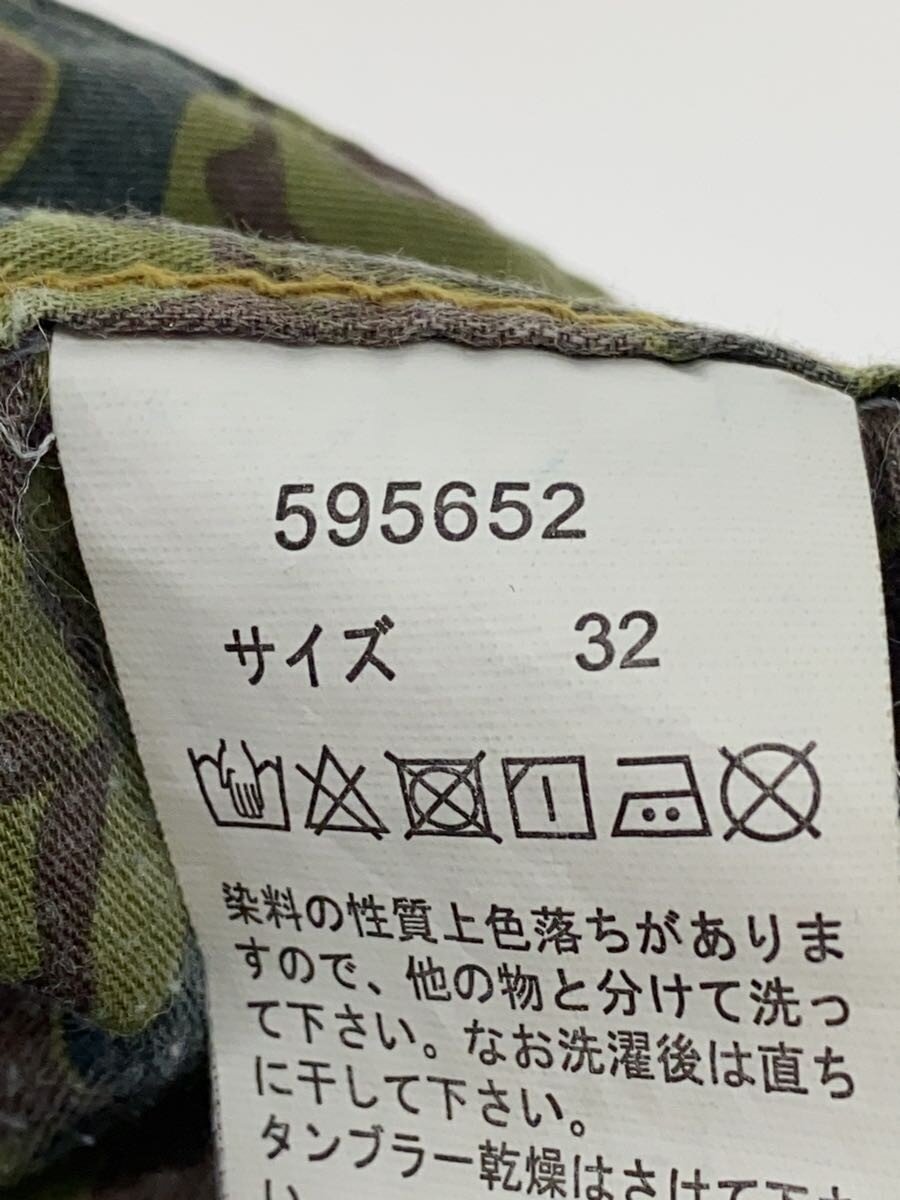 595652
サイズ 32
染料の性質上色落ちがありま
すので、他の物と分けて洗っ
て下さい。なお洗濯後は直ち
に干して下さい。
タンブラー乾燥はさけて下さ
い